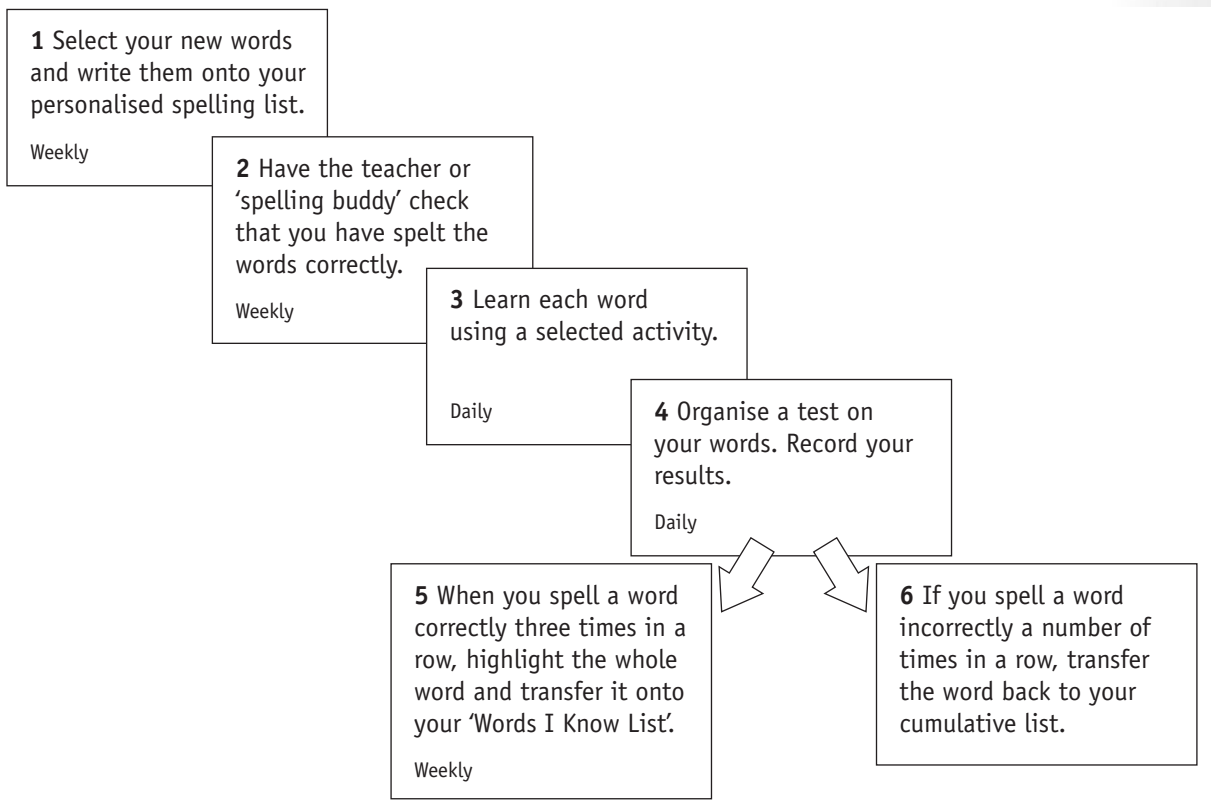 1 Select your new words
and write them onto your
personalised spelling list.
Weekly
2 Have the teacher or
‘spelling buddy’ check
that you have spelt the
words correctly.
Weekly
3 Learn each word
using a selected activity.
Daily
4 Organise a test on
your words. Record your
results.
Daily
5 When you spell a word
correctly three times in a
row, highlight the whole
word and transfer it onto
your ‘Words I Know List’.
Weekly
6 If you spell a word
incorrectly a number of
times in a row, transfer
the word back to your
cumulative list.